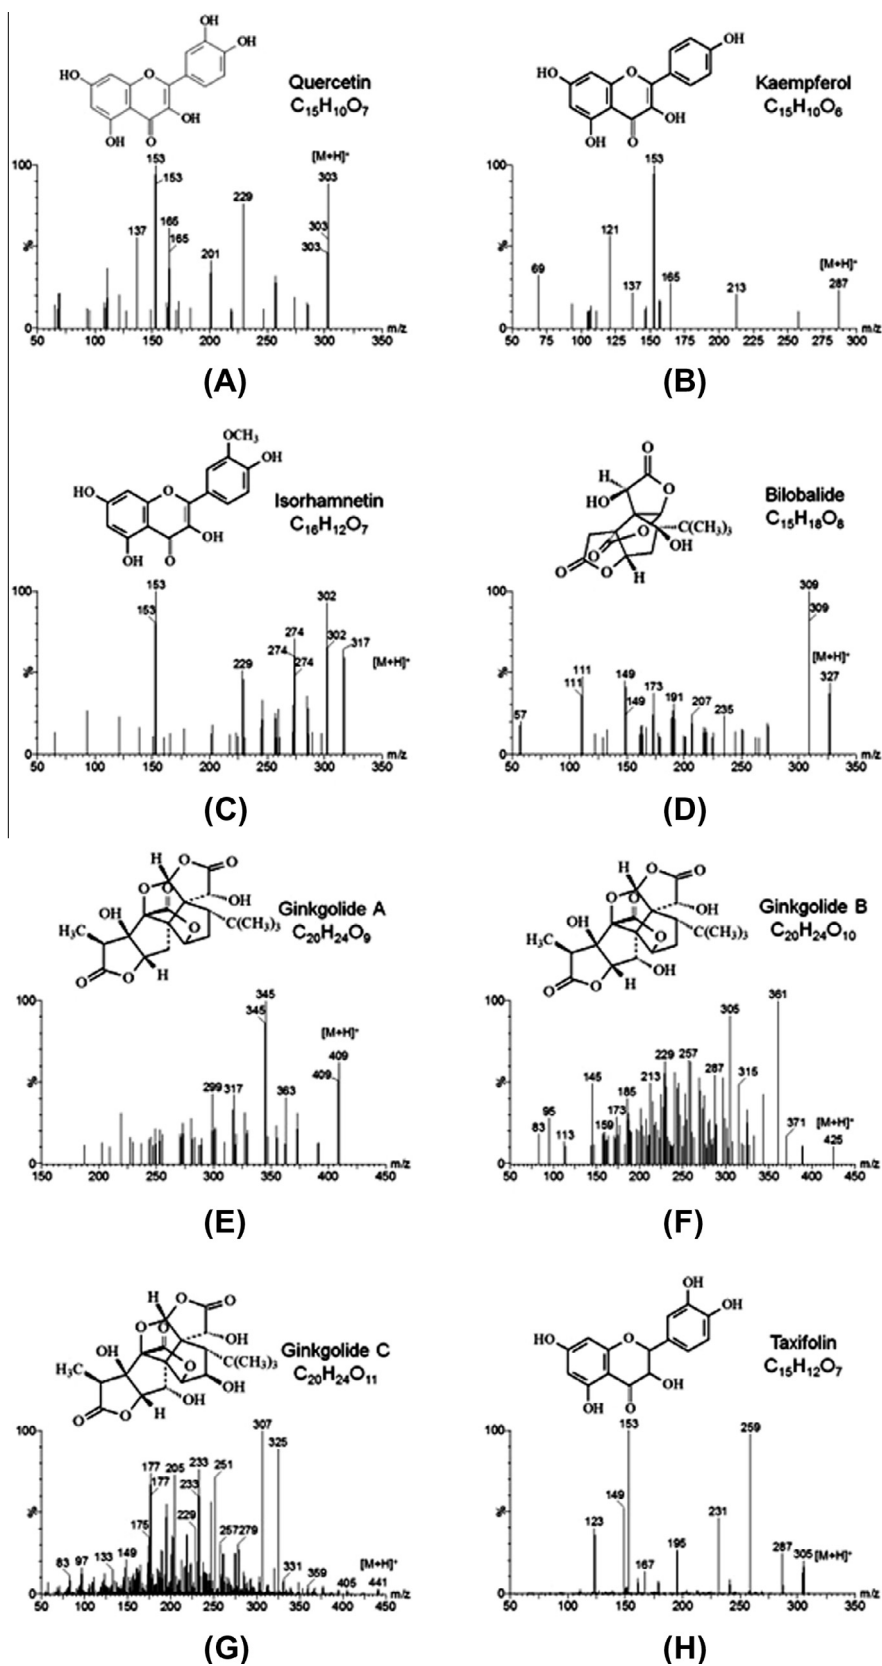 OH
OH
HO
O
OH
OH
O
Quercetin
C15H10O7
[M+H]+
100
153
153
303
229
165
137
165
303
303
201
%
0
50 100 150 200 250 300 350 m/z
(A)
OH
HO
O
OH
OH
O
Kaempferol
C15H10O6
100
153
121
69
137
165
213
[M+H]+
287
%
0
50 75 100 125 150 175 200 225 250 275 300 m/z
(B)
OCH3
OH
HO
O
OH
OH
O
Isorhamnetin
C16H12O7
100
153
153
302
274
302
317
274
274
229
[M+H]+
%
0
50 100 150 200 250 300 350 m/z
(C)
O
H
HO
O
O
C(CH3)3
O
OH
O
O
H
Bilobalide
C15H18O8
100
309
309
[M+H]+
327
111
111
149
149
173
191
207
235
57
%
0
50 100 150 200 250 300 350 m/z
(D)
H
O
O
O
O
OH
OH
H3C
O
C(CH3)3
O
O
H
Ginkgolide A
C20H24O9
100
345
345
[M+H]+
409
409
299
317
363
%
0
150 200 250 300 350 400 450 m/z
(E)
H
O
O
O
O
OH
OH
H3C
O
C(CH3)3
O
O
H
OH
Ginkgolide B
C20H24O10
100
361
305
229
257
287
315
145
185
213
95
173
83
113
159
371
[M+H]+
425
%
0
50 100 150 200 250 300 350 400 450 m/z
(F)
H
O
O
O
O
OH
OH
H3C
O
C(CH3)3
OH
O
O
H
OH
Ginkgolide C
C20H24O11
100
307
325
177
205
233
251
177
233
229
175
257
279
83
97
133
149
331
359
405
[M+H]+
441
%
0
50 100 150 200 250 300 350 400 450 m/z
(G)
OH
OH
HO
O
OH
OH
O
Taxifolin
C15H12O7
100
153
259
149
123
231
195
167
287
305
[M+H]+
%
0
50 100 150 200 250 300 350 m/z
(H)